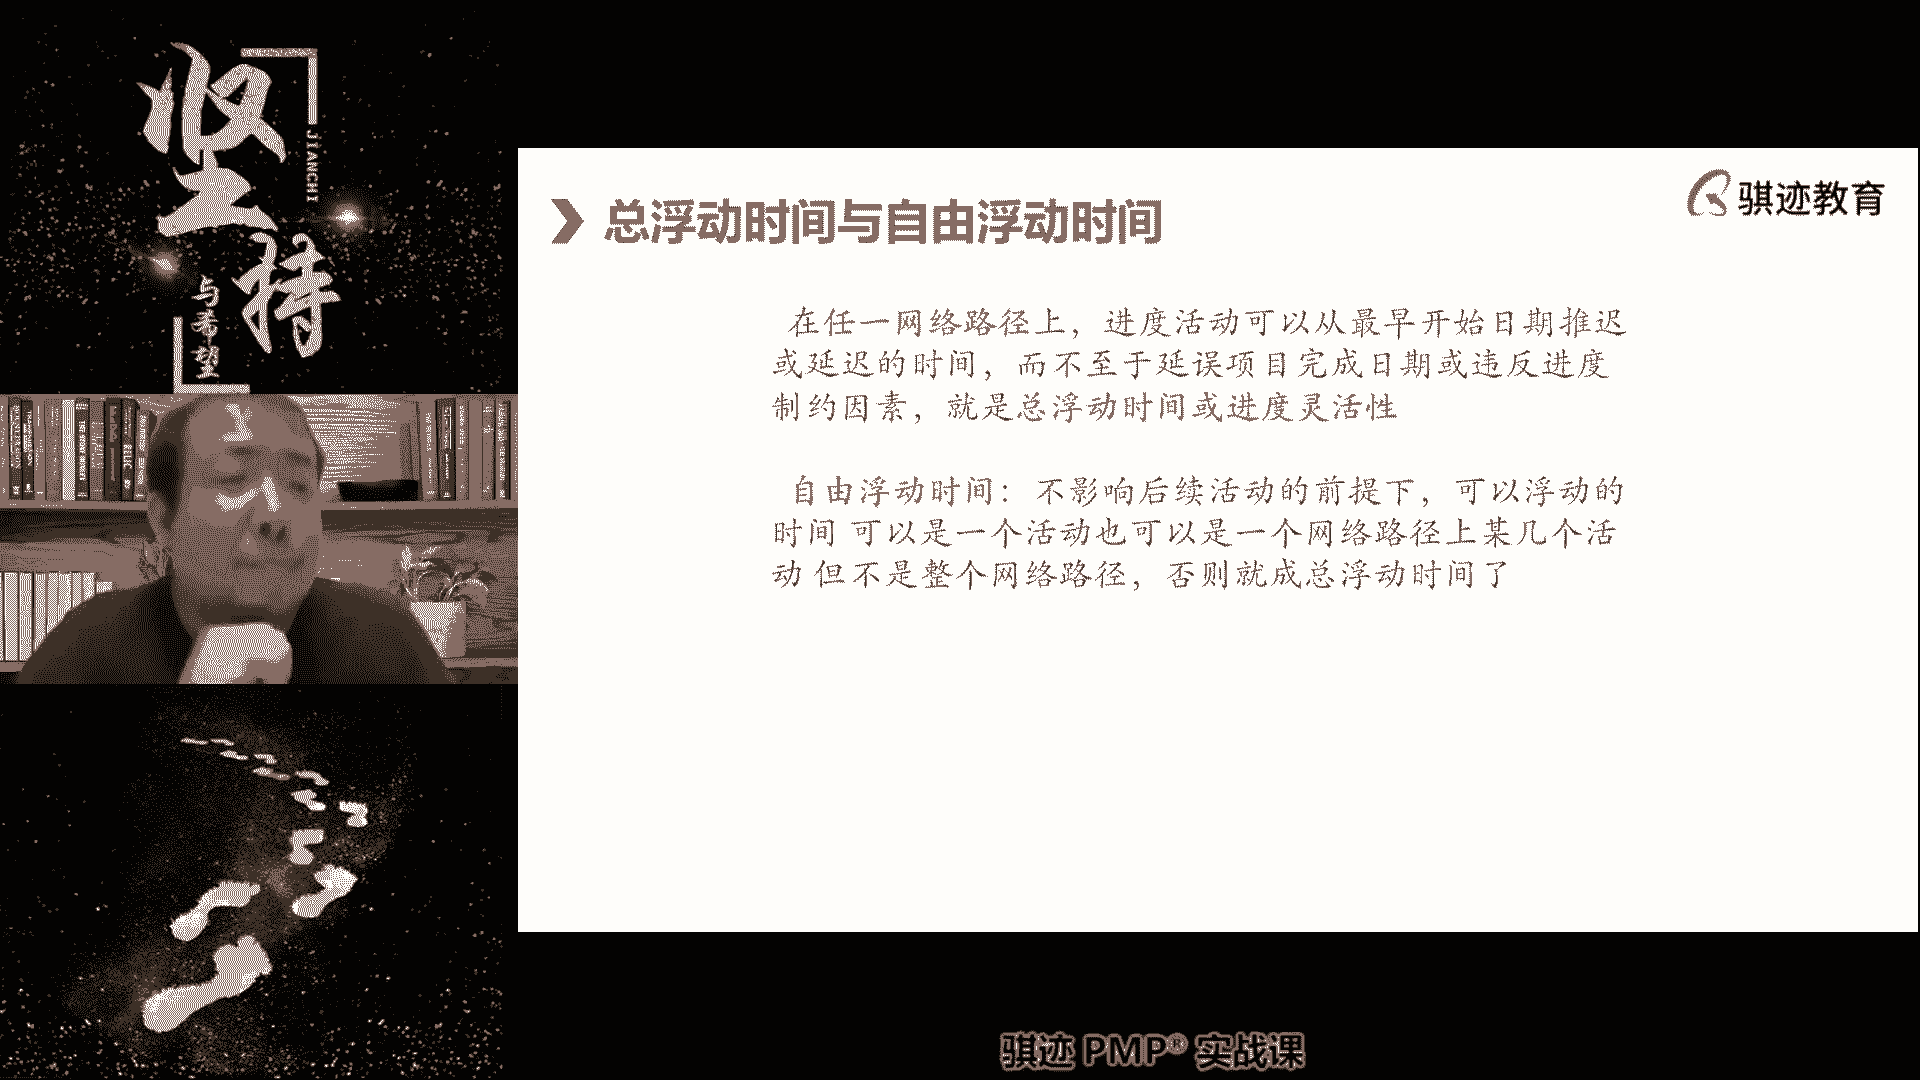 坚持
JIANCHI
与希望
骐迹教育
总浮动时间与自由浮动时间
在任一网络路径上，进度活动可以从最早开始日期推迟
或延迟的时间，而不至于延误项目完成日期或违反进度
制约因素，就是总浮动时间或进度灵活性
自由浮动时间：不影响后续活动的前提下，可以浮动的
时间 可以是一个活动也可以是一个网络路径上某几个活
动 但不是整个网络路径，否则就成总浮动时间了
骐迹 PMP® 实战课